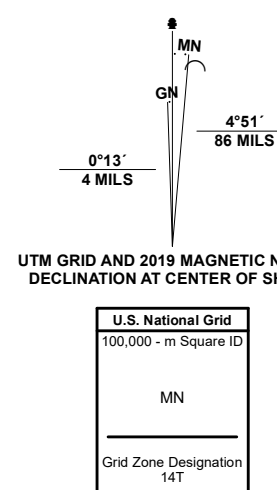 MN
GN
4°51´
86 MILS
0°13´
4 MILS
UTM GRID AND 2019 MAGNETIC N
DECLINATION AT CENTER OF SH
U.S. National Grid
100,000 - m Square ID
MN
Grid Zone Designation
14T